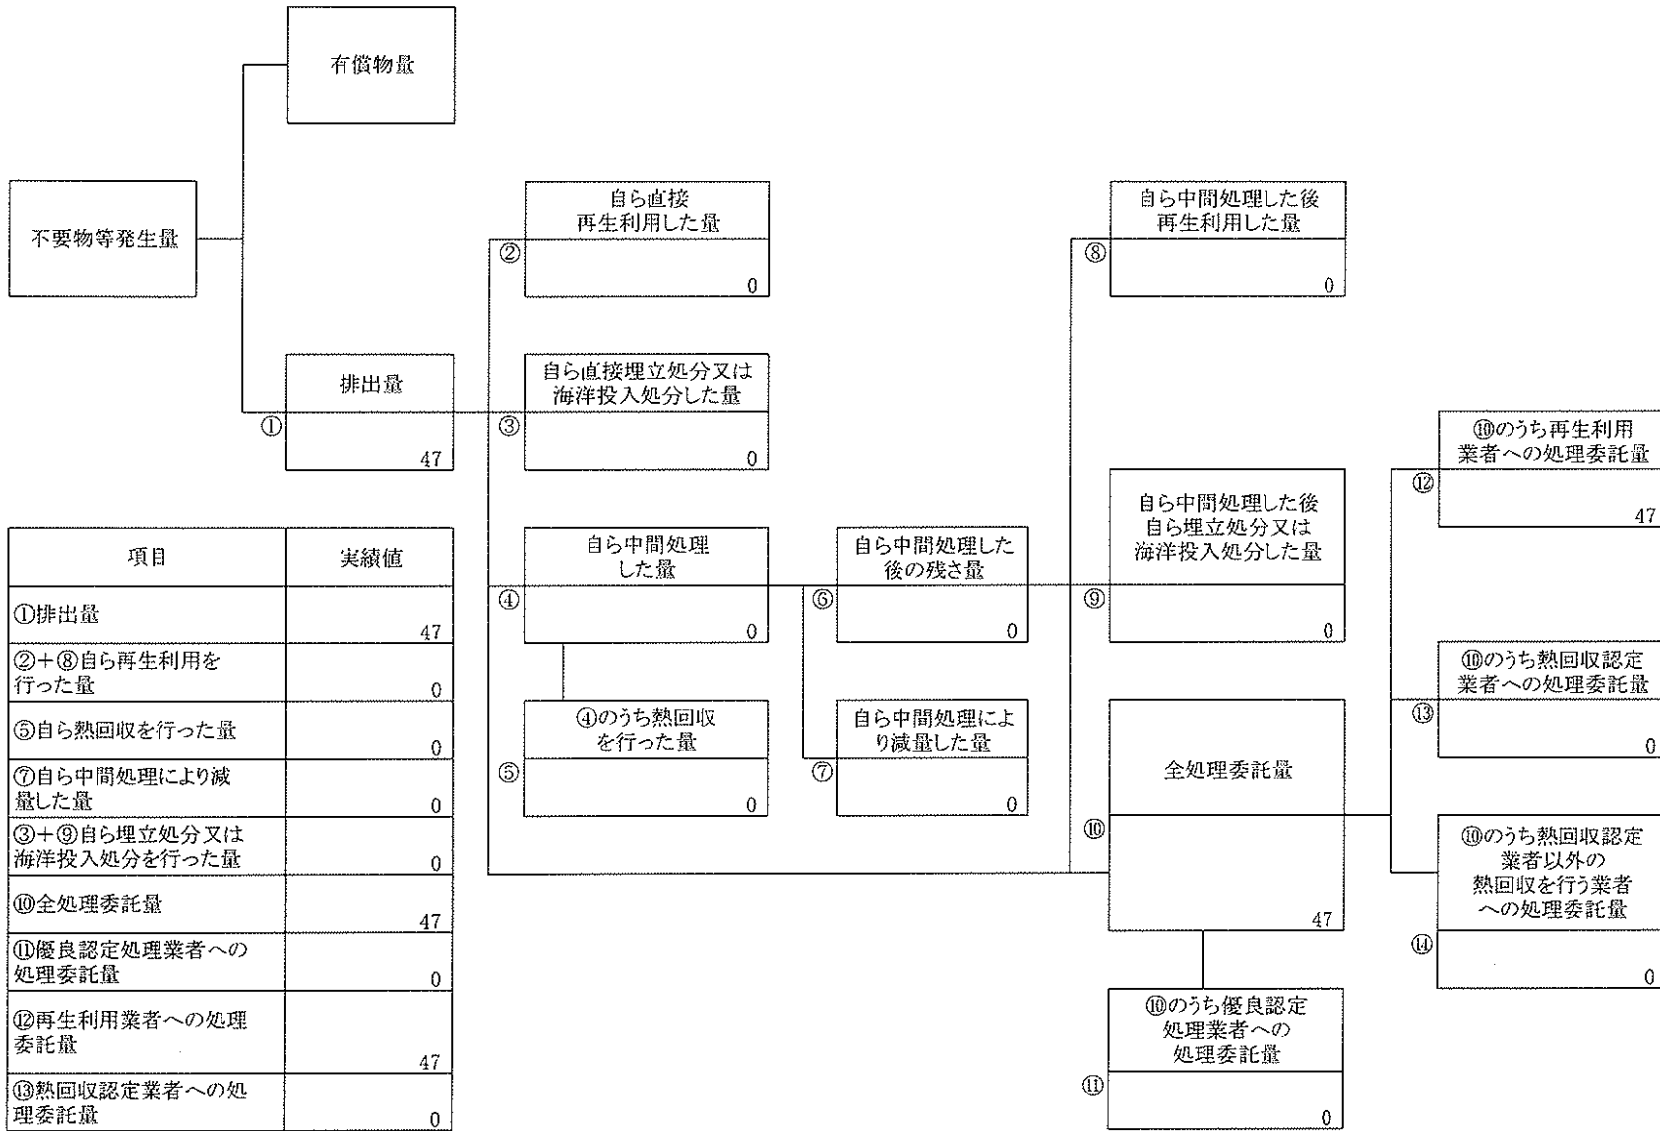 有償物量
不要物等発生量
排出量
①
47
自ら直接
再生利用した量
②
0
自ら直接埋立処分又は
海洋投入処分した量
③
0
自ら中間処理
した量
④
0
④のうち熱回収
を行った量
⑤
0
自ら中間処理した
後の残さ量
⑥
0
自ら中間処理によ
り減量した量
⑦
0
自ら中間処理した後
再生利用した量
⑧
0
自ら中間処理した後
自ら埋立処分又は
海洋投入処分した量
⑨
0
全処理委託量
⑩
47
⑩のうち優良認定
処理業者への
処理委託量
⑪
0
⑩のうち再生利用
業者への処理委託量
⑫
47
⑩のうち熱回収認定
業者への処理委託量
⑬
0
⑩のうち熱回収認定
業者以外の
熱回収を行う業者
への処理委託量
⑭
0
項目 実績値
①排出量
47
②+⑧自ら再生利用を
行った量 0
⑤自ら熱回収を行った量
0
⑦自ら中間処理により減
量した量 0
③+⑨自ら埋立処分又は
海洋投入処分を行った量 0
⑩全処理委託量
47
⑪優良認定処理業者への
処理委託量 0
⑫再生利用業者への処理
委託量
47
⑬熱回収認定業者への処
理委託量 0